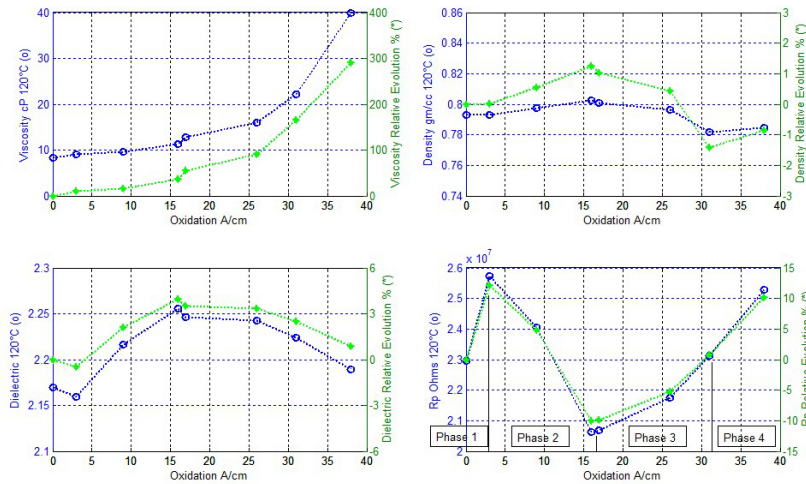 40
30
20
10
0
Viscosity cP 120°C (o)
400
300
200
100
0
Viscosity Relative Evolution % (*)
0 5 10 15 20 25 30 35 40
Oxidation A/cm
0.86
0.84
0.82
0.8
0.78
0.76
0.74
Density gm/cc 120°C (o)
3
2
1
0
-1
-2
-3
Density Relative Evolution % (*)
0 5 10 15 20 25 30 35 40
Oxidation A/cm
2.3
2.25
2.2
2.15
2.1
Dielectric 120°C (o)
6
3
0
-3
-6
Dielectric Relative Evolution % (*)
0 5 10 15 20 25 30 35 40
Oxidation A/cm
x 10⁷
2.6
2.5
2.4
2.3
2.2
2.1
2
Rp Ohms 120°C (o)
15
10
5
0
-5
-10
-15
Rp Relative Evolution % (*)
Phase 1 Phase 2 Phase 3 Phase 4
0 5 10 15 20 25 30 35 40
Oxidation A/cm